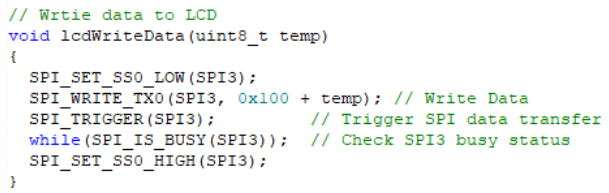 // Wrtie data to LCD
void lcdWriteData(uint8_t temp)
{
  SPI_SET_SS0_LOW(SPI3);
  SPI_WRITE_TX0(SPI3, 0x100 + temp); // Write Data
  SPI_TRIGGER(SPI3);          // Trigger SPI data transfer
  while(SPI_IS_BUSY(SPI3));  // Check SPI3 busy status
  SPI_SET_SS0_HIGH(SPI3);
}